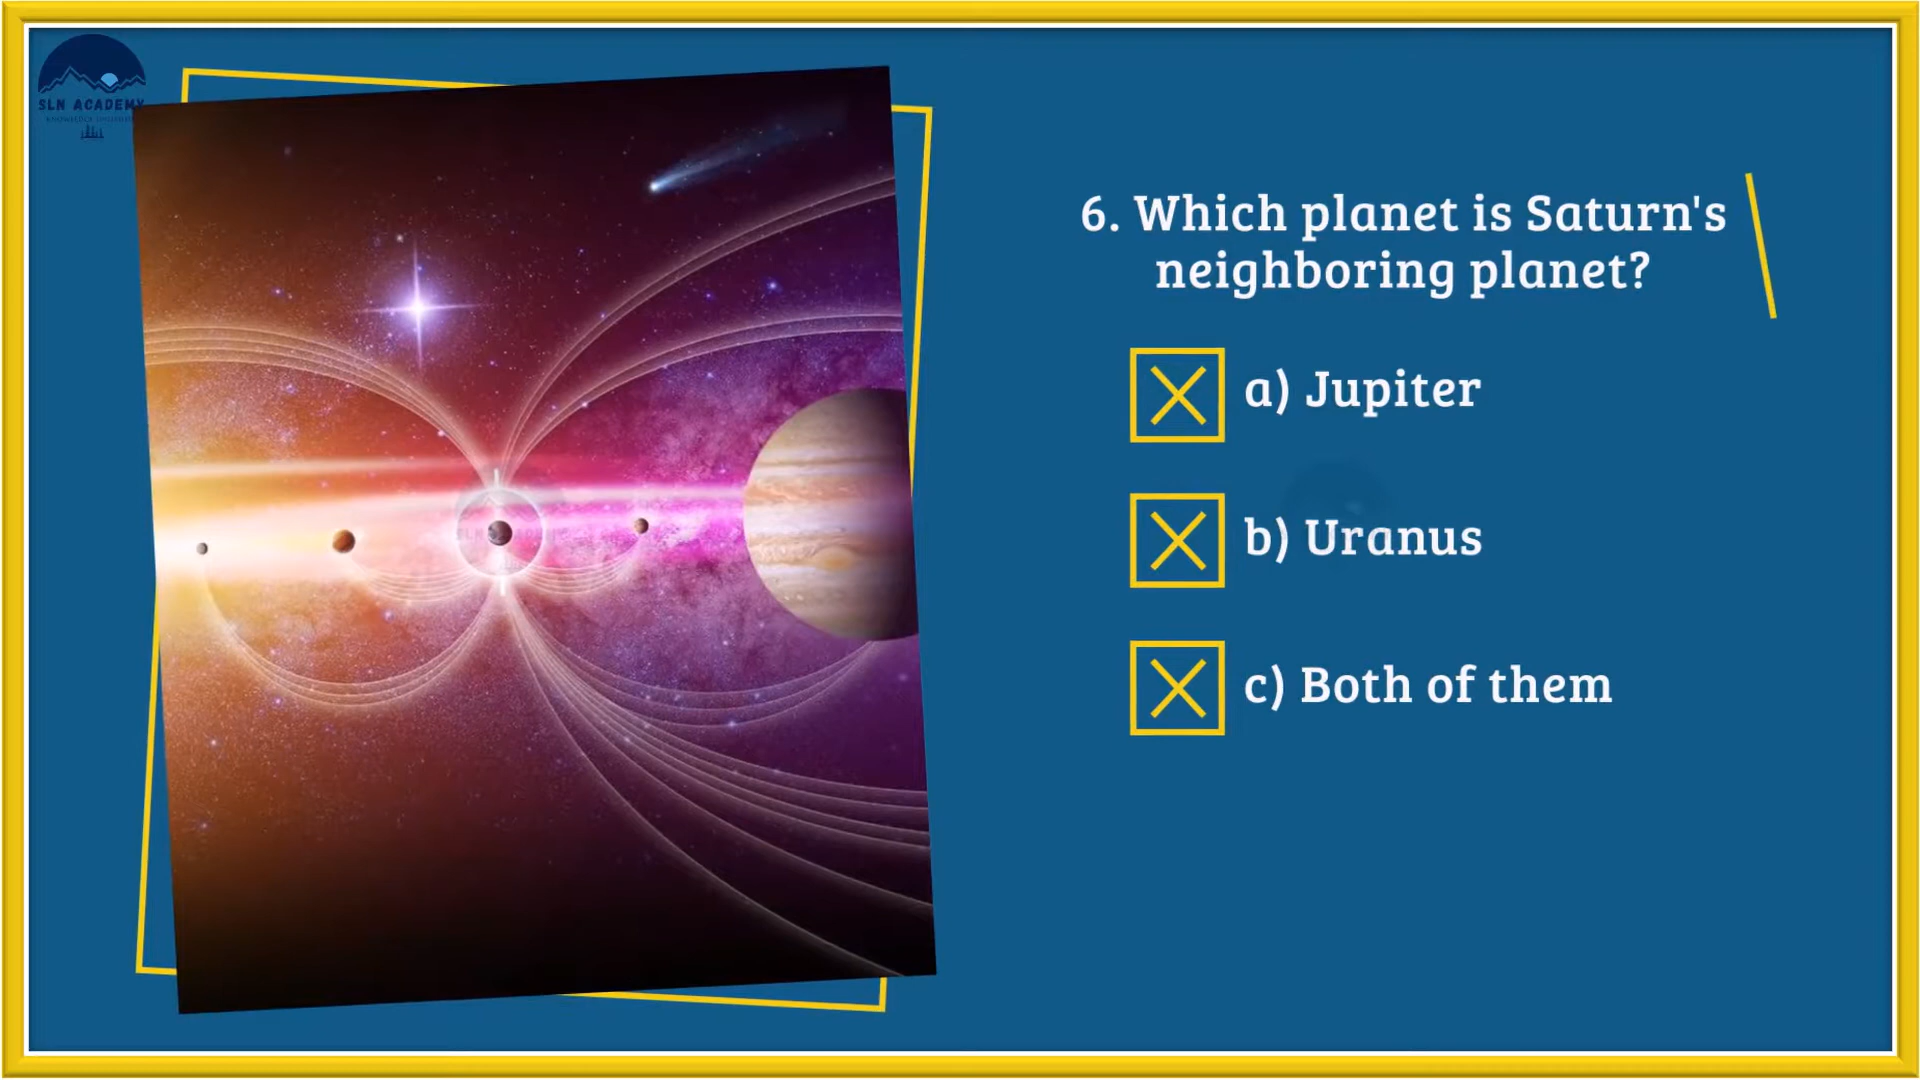 SLN ACADEMY
6. Which planet is Saturn's
neighboring planet?
a) Jupiter
b) Uranus
c) Both of them